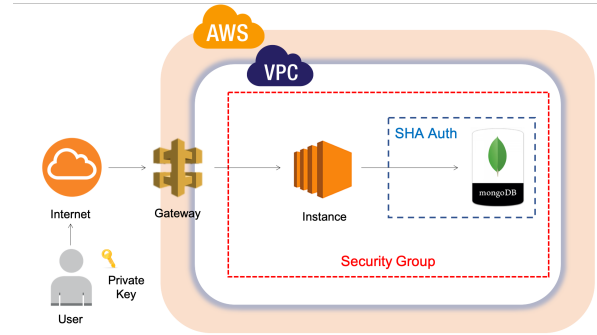 AWS
VPC
SHA Auth
mongoDB
Internet
Gateway
Instance
Security Group
Private
Key
User